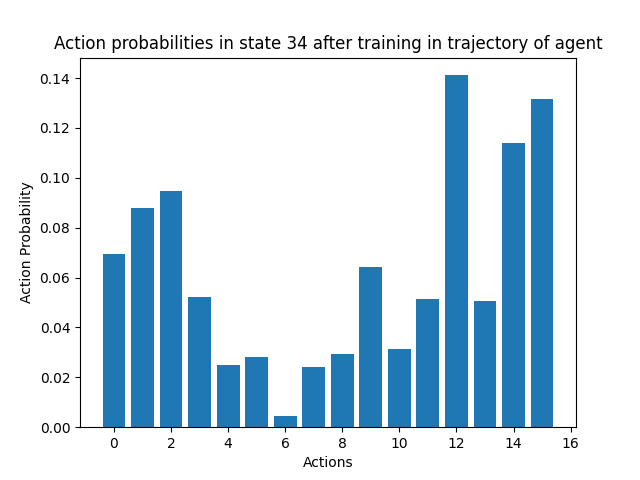 Action probabilities in state 34 after training in trajectory of agent
0.14
0.12
0.10
0.08
0.06
0.04
0.02
0.00
Action Probability
0 2 4 6 8 10 12 14 16
Actions